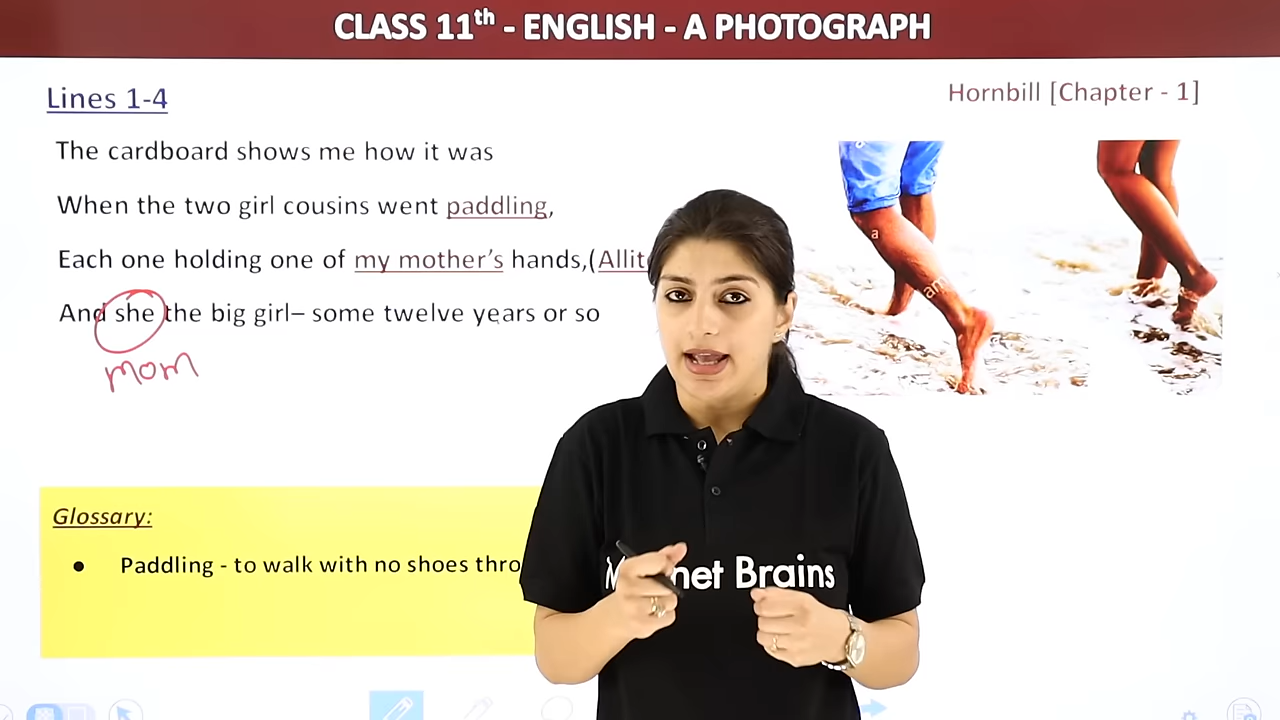 CLASS 11th - ENGLISH - A PHOTOGRAPH
Lines 1-4
Hornbill [Chapter - 1]
The cardboard shows me how it was
When the two girl cousins went paddling,
Each one holding one of my mother's hands,(Allit
And she the big girl– some twelve years or so
mom
Glossary:
● Paddling - to walk with no shoes thro
net Brains